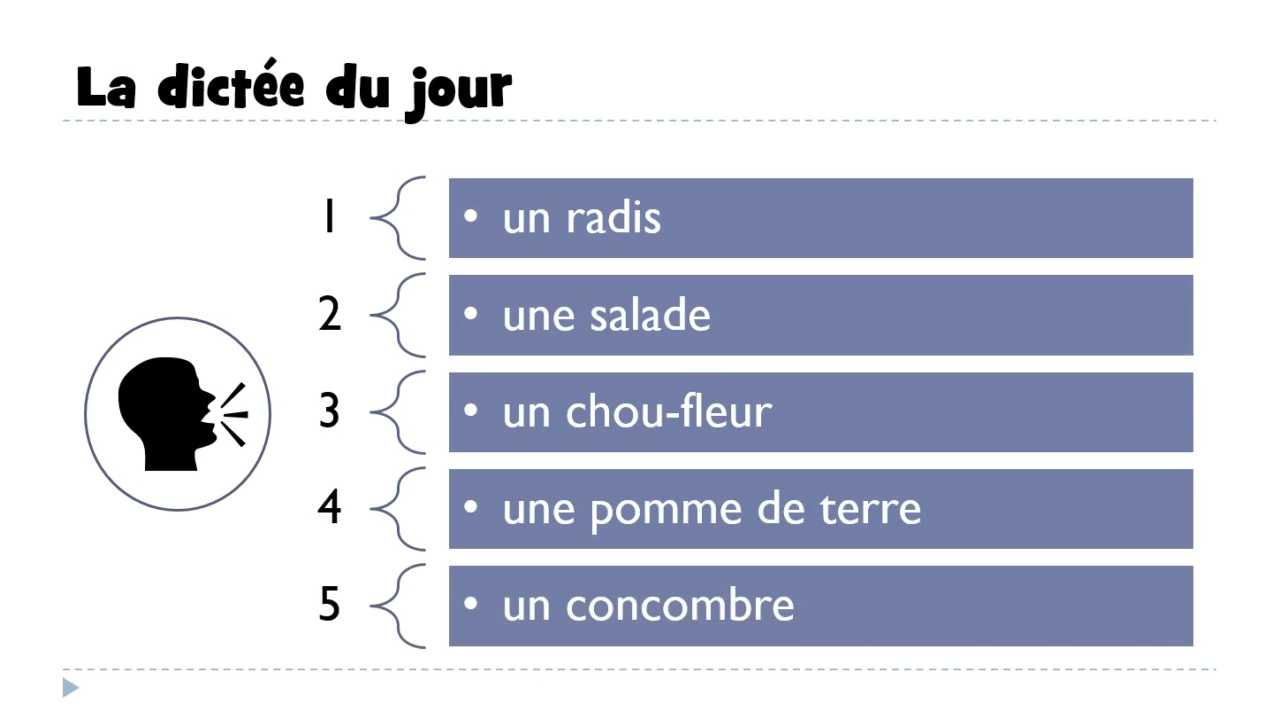 La dictée du jour
1
• un radis
2
• une salade
3
• un chou-fleur
4
• une pomme de terre
5
• un concombre